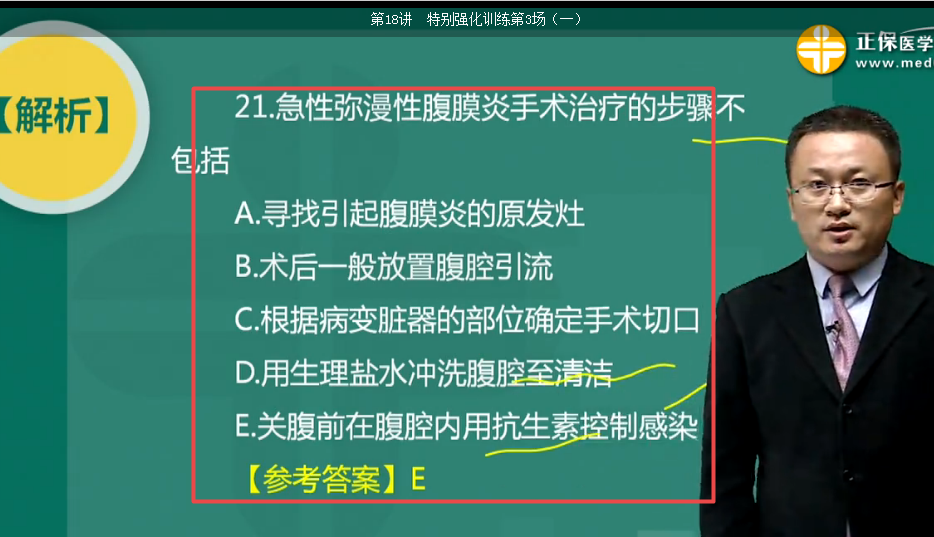 第18讲 特别强化训练第3场（一）
正保医学
www.med
【解析】
21.急性弥漫性腹膜炎手术治疗的步骤不
包括
A.寻找引起腹膜炎的原发灶
B.术后一般放置腹腔引流
C.根据病变脏器的部位确定手术切口
D.用生理盐水冲洗腹腔至清洁
E.关腹前在腹腔内用抗生素控制感染
【参考答案】E